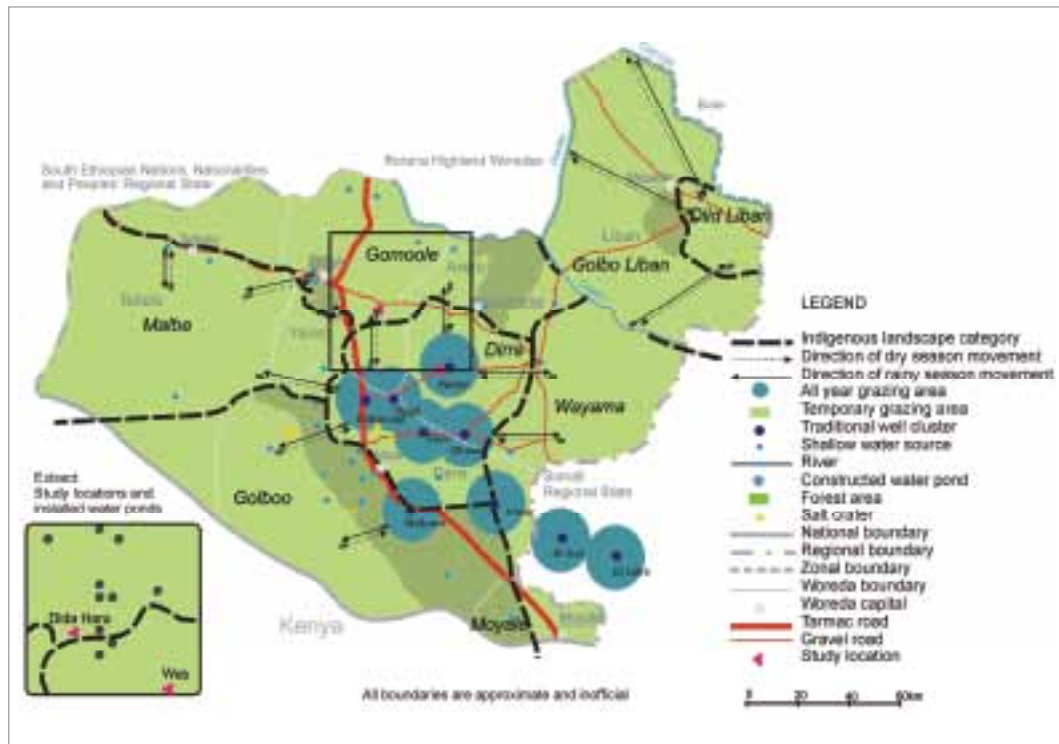 South Ethiopian Nations, Nationalities
and Peoples' Regional State
Borana Highland Woredas
Bale
Gomoole
Liban
Dird Liban
Golbo Liban
Malbe
Dirre
Wayama
Golboo
Somali
Regional State
Kenya
Moyale
Extract
Study locations and
installed water ponds
Dida Hara
Web
All boundaries are approximate and inofficial
LEGEND
Indigenous landscape category
Direction of dry season movement
Direction of rainy season movement
All year grazing area
Temporary grazing area
Traditional well cluster
Shallow water source
River
Constructed water pond
Forest area
Salt crater
National boundary
Regional boundary
Zonal boundary
Woreda boundary
Woreda capital
Tarmac road
Gravel road
Study location
0 20 40 60km